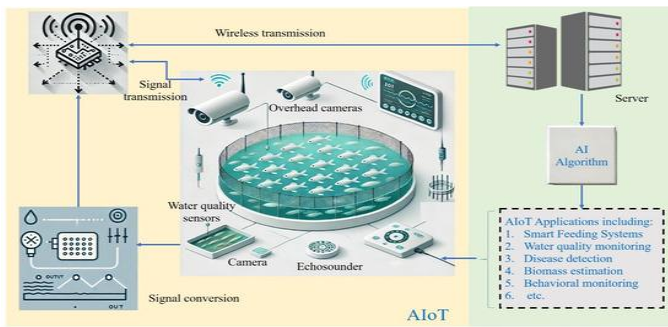 Wireless transmission
Signal
transmission
Overhead cameras
Server
AI
Algorithm
Water quality
sensors
Camera
Echosounder
Signal conversion
OUT
AIoT Applications including:
1. Smart Feeding Systems
2. Water quality monitoring
3. Disease detection
4. Biomass estimation
5. Behavioral monitoring
6. etc.
AIoT